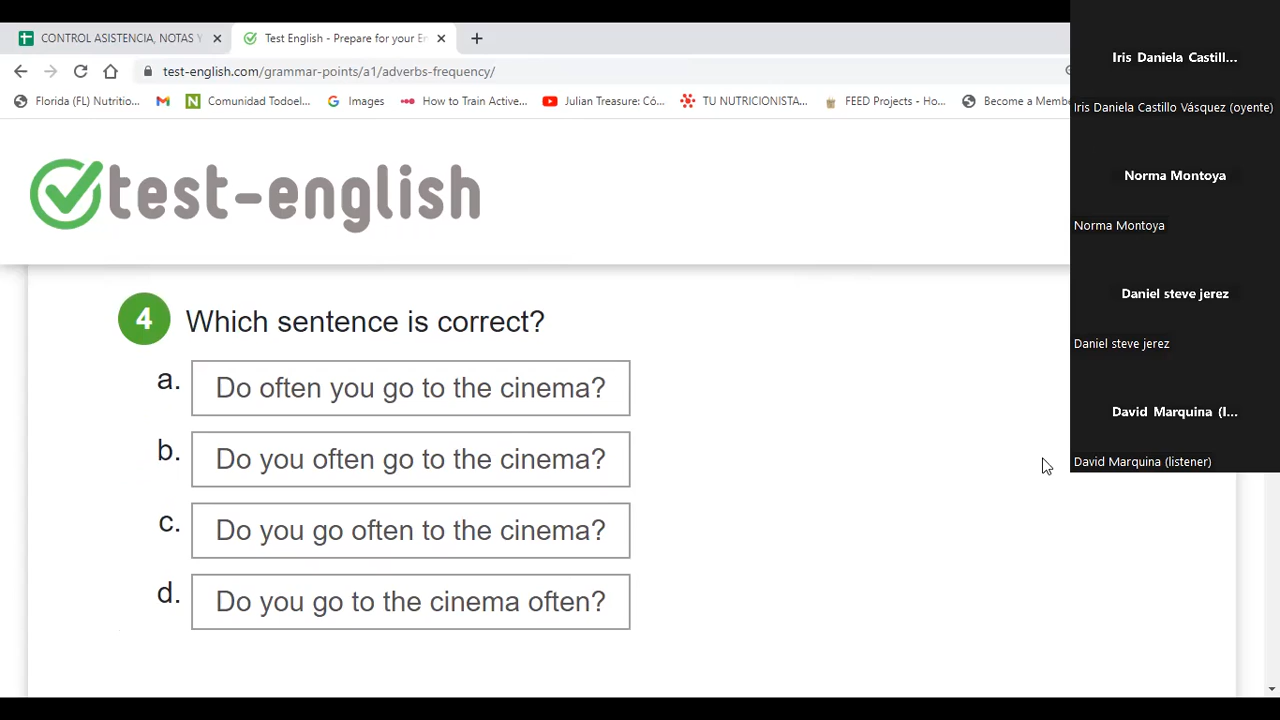 CONTROL ASISTENCIA, NOTAS Y
Test English - Prepare for your En
test-english.com/grammar-points/a1/adverbs-frequency/
Florida (FL) Nutritio...
Comunidad Todoel...
Images
How to Train Active...
Julian Treasure: Có...
TU NUTRICIONISTA...
FEED Projects - Ho...
Become a Membe
test-english
4 Which sentence is correct?
a. Do often you go to the cinema?
b. Do you often go to the cinema?
c. Do you go often to the cinema?
d. Do you go to the cinema often?
Iris Daniela Castill...
Iris Daniela Castillo Vásquez (oyente)
Norma Montoya
Norma Montoya
Daniel steve jerez
Daniel steve jerez
David Marquina (l...
David Marquina (listener)